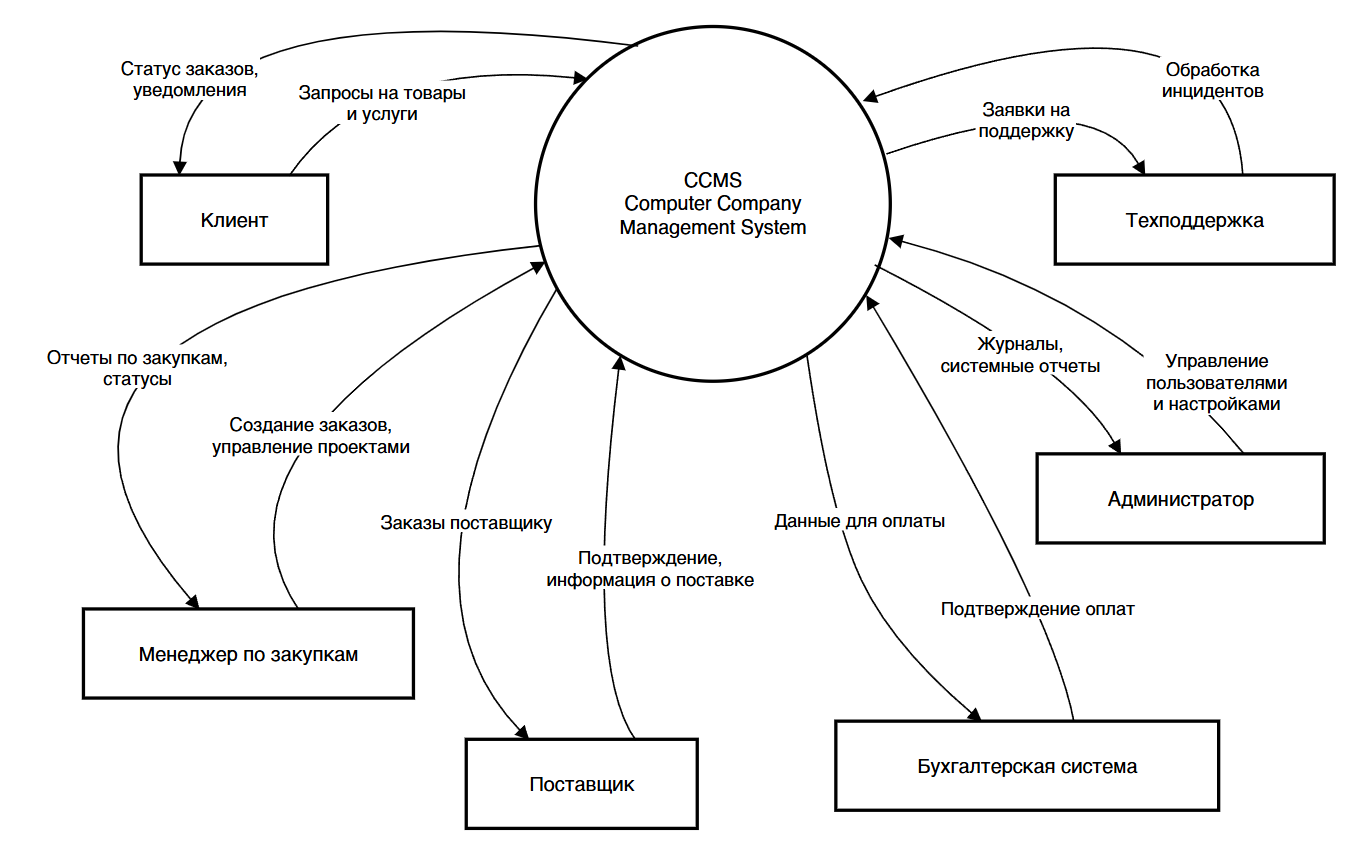 Статус заказов,
уведомления
Запросы на товары
и услуги
Обработка
инцидентов
Заявки на
поддержку
CCMS
Computer Company
Management System
Клиент
Техподдержка
Отчеты по закупкам,
статусы
Журналы,
системные отчеты
Управление
пользователями
и настройками
Создание заказов,
управление проектами
Администратор
Заказы поставщику
Данные для оплаты
Подтверждение,
информация о поставке
Подтверждение оплат
Менеджер по закупкам
Поставщик
Бухгалтерская система